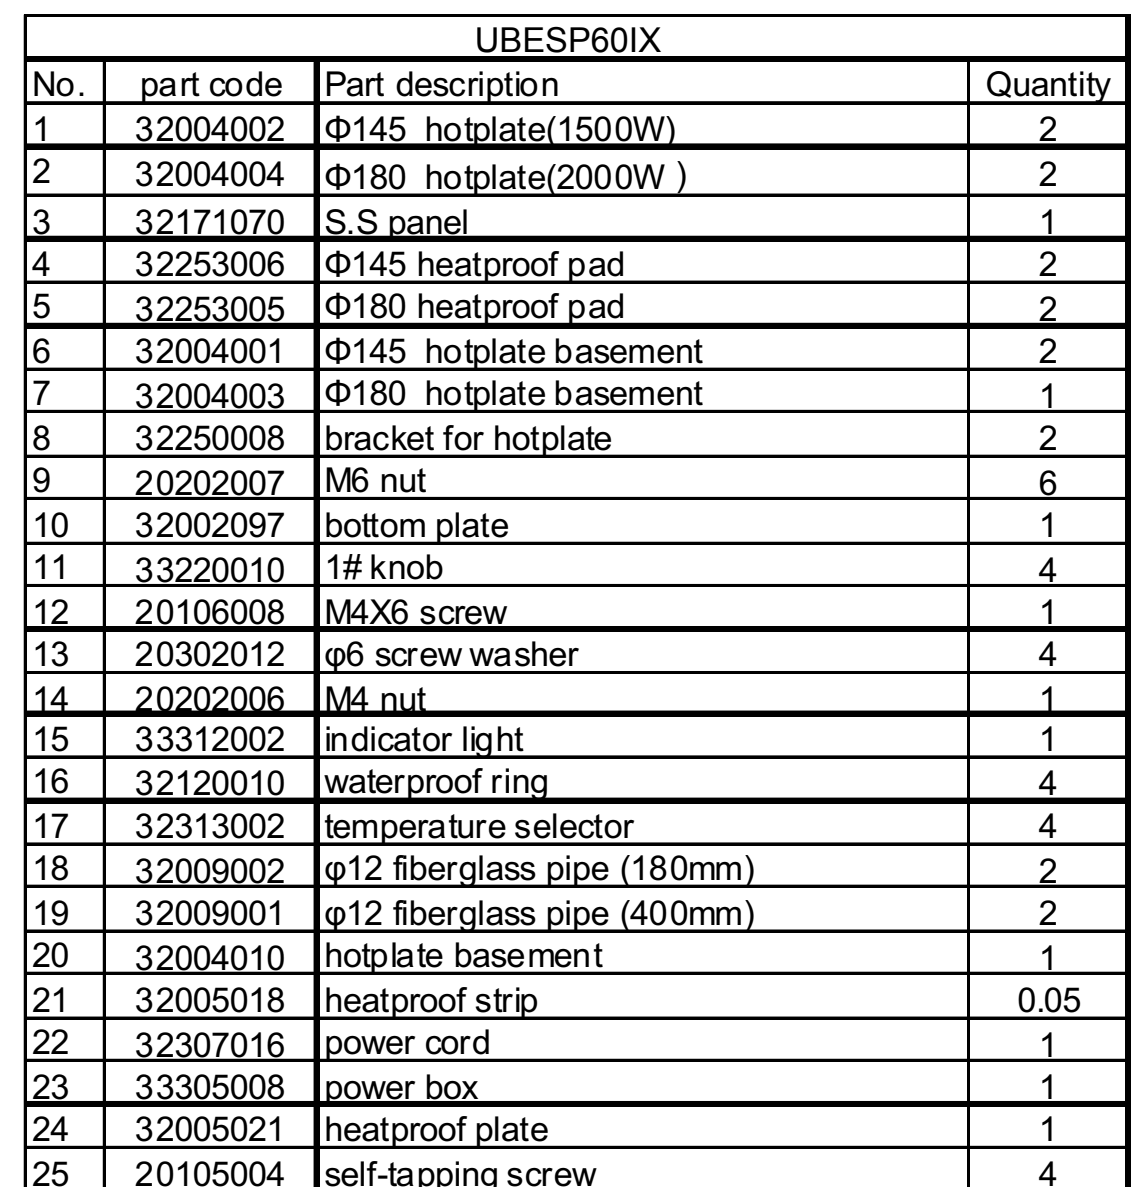 UBESP60IX
No. part code Part description Quantity
1 32004002 Φ145 hotplate(1500W) 2
2 32004004 Φ180 hotplate(2000W ) 2
3 32171070 S.S panel 1
4 32253006 Φ145 heatproof pad 2
5 32253005 Φ180 heatproof pad 2
6 32004001 Φ145 hotplate basement 2
7 32004003 Φ180 hotplate basement 1
8 32250008 bracket for hotplate 2
9 20202007 M6 nut 6
10 32002097 bottom plate 1
11 33220010 1# knob 4
12 20106008 M4X6 screw 1
13 20302012 φ6 screw washer 4
14 20202006 M4 nut 1
15 33312002 indicator light 1
16 32120010 waterproof ring 4
17 32313002 temperature selector 4
18 32009002 φ12 fiberglass pipe (180mm) 2
19 32009001 φ12 fiberglass pipe (400mm) 2
20 32004010 hotplate basement 1
21 32005018 heatproof strip 0.05
22 32307016 power cord 1
23 33305008 power box 1
24 32005021 heatproof plate 1
25 20105004 self-tapping screw 4